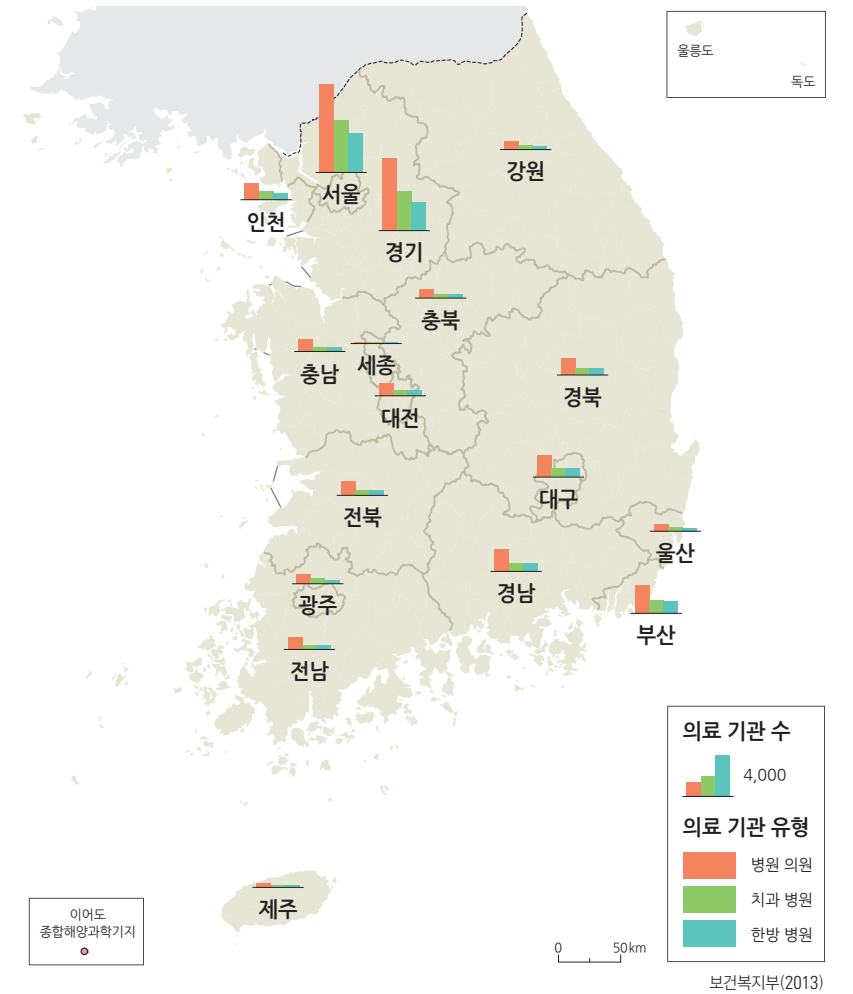 울릉도
독도
강원
서울
인천
경기
충북
충남
세종
대전
경북
대구
전북
울산
경남
광주
부산
전남
제주
의료 기관 수
4,000
의료 기관 유형
병원 의원
치과 병원
한방 병원
이어도
종합해양과학기지
0 50km
보건복지부(2013)